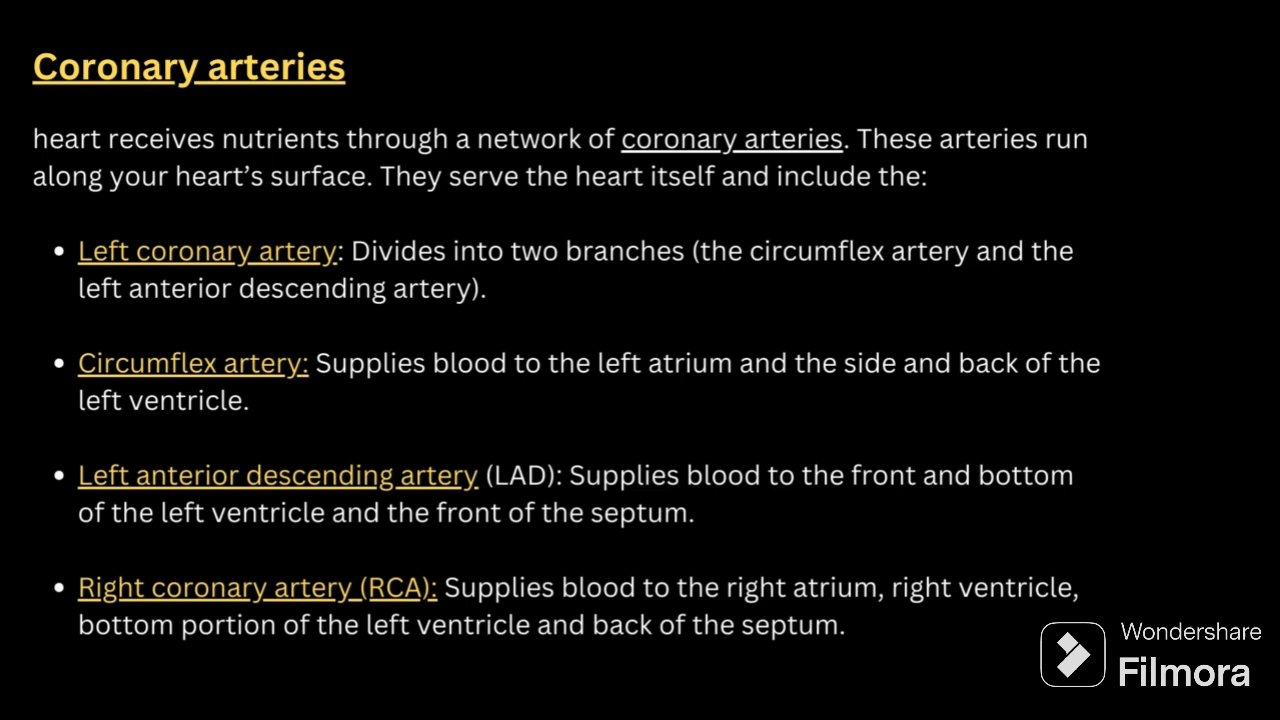 Coronary arteries
heart receives nutrients through a network of coronary arteries. These arteries run
along your heart's surface. They serve the heart itself and include the:
• Left coronary artery: Divides into two branches (the circumflex artery and the
left anterior descending artery).
• Circumflex artery: Supplies blood to the left atrium and the side and back of the
left ventricle.
• Left anterior descending artery (LAD): Supplies blood to the front and bottom
of the left ventricle and the front of the septum.
• Right coronary artery (RCA): Supplies blood to the right atrium, right ventricle,
bottom portion of the left ventricle and back of the septum.
Wondershare
Filmora